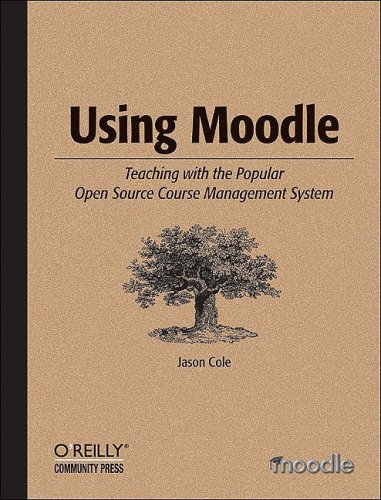 Using Moodle
Teaching with the Popular
Open Source Course Management System
Jason Cole
O'REILLY®
COMMUNITY PRESS
moodle